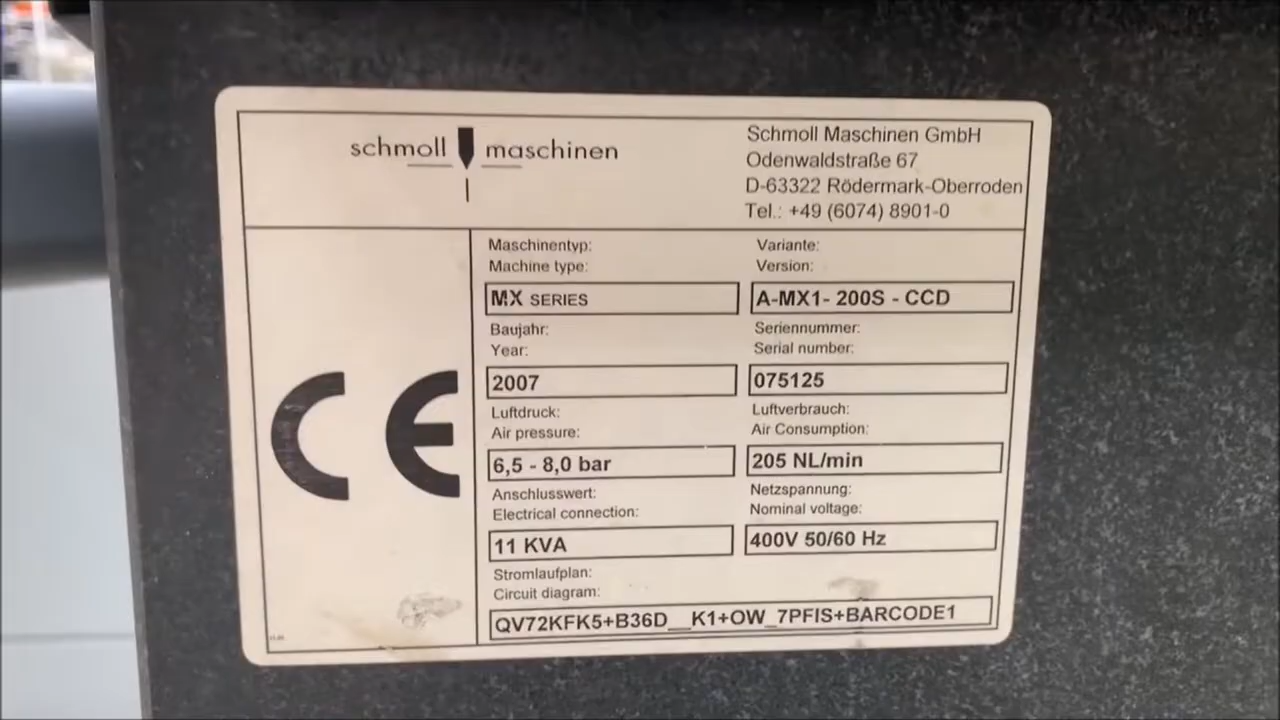 schmoll maschinen
Schmoll Maschinen GmbH
Odenwaldstraße 67
D-63322 Rödermark-Oberroden
Tel.: +49 (6074) 8901-0
Maschinentyp:
Machine type:
MX SERIES
Variante:
Version:
A-MX1- 200S - CCD
Baujahr:
Year:
2007
Seriennummer:
Serial number:
075125
Luftdruck:
Air pressure:
6,5 - 8,0 bar
Luftverbrauch:
Air Consumption:
205 NL/min
Anschlusswert:
Electrical connection:
11 KVA
Netzspannung:
Nominal voltage:
400V 50/60 Hz
Stromlaufplan:
Circuit diagram:
QV72KFK5+B36D__K1+OW_7PFIS+BARCODE1
CE